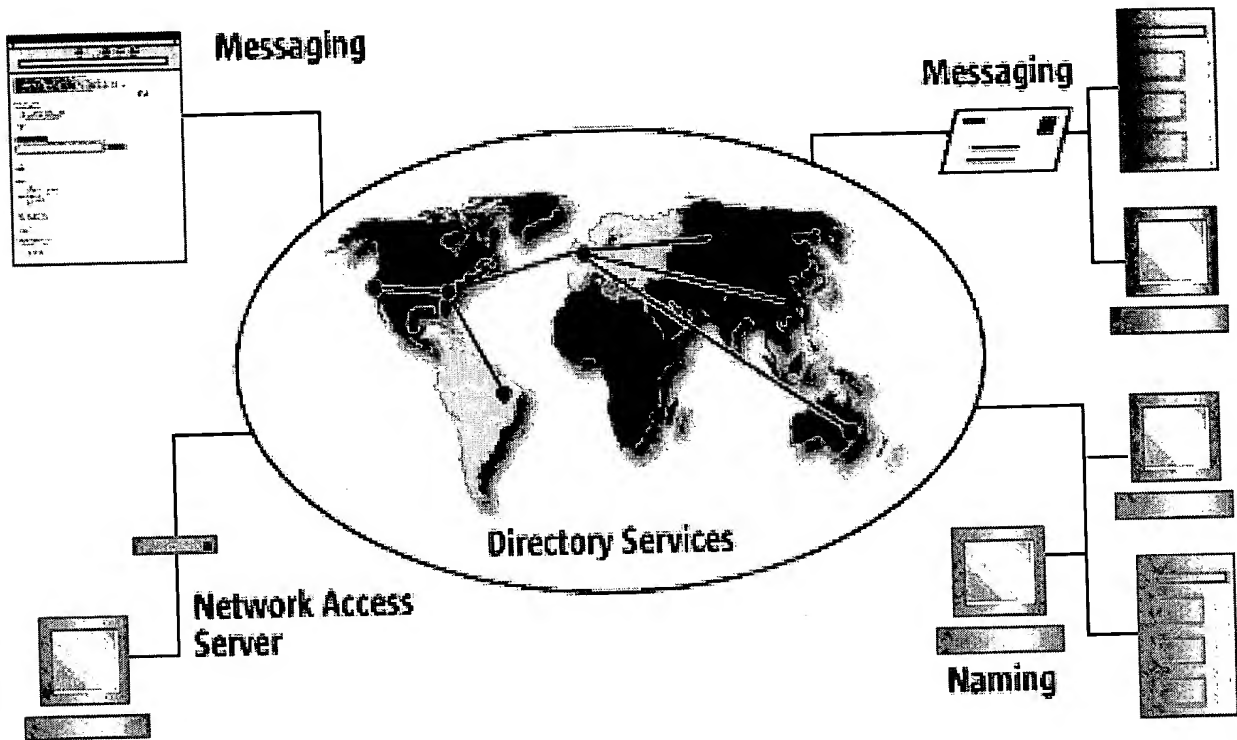 Messaging
Messaging
Directory Services
Network Access
Server
Naming